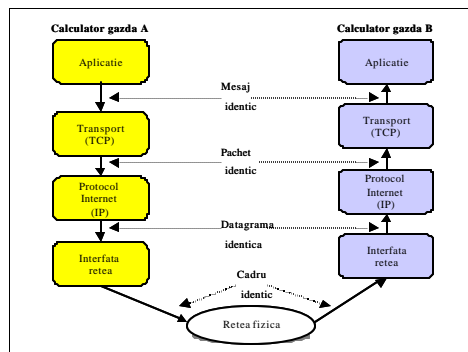 Calculator gazda A
Calculator gazda B
Aplicatie
Aplicatie
Mesaj
identic
Transport
(TCP)
Transport
(TCP)
Pachet
identic
Protocol
Internet
(IP)
Protocol
Internet
(IP)
Datagrama
identica
Interfata
retea
Interfata
retea
Cadru
identic
Retea fizica